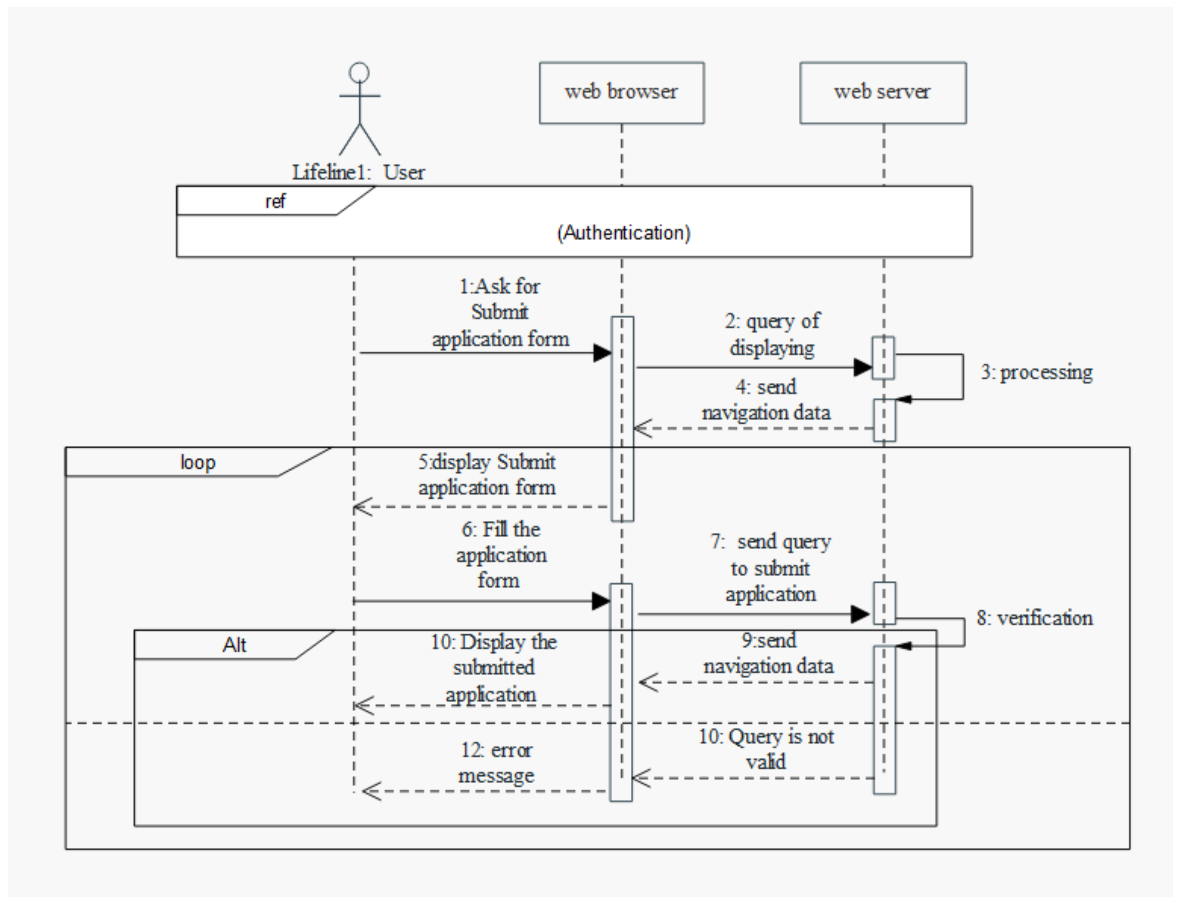 web browser
web server
Lifeline1:  User
ref
(Authentication)
1:Ask for
Submit
application form
2: query of
displaying
3: processing
4: send
navigation data
loop
5:display Submit
application form
6: Fill the
application
form
7:  send query
to submit
application
8: verification
Alt
10: Display the
submitted
application
9:send
navigation data
10: Query is not
valid
12: error
message